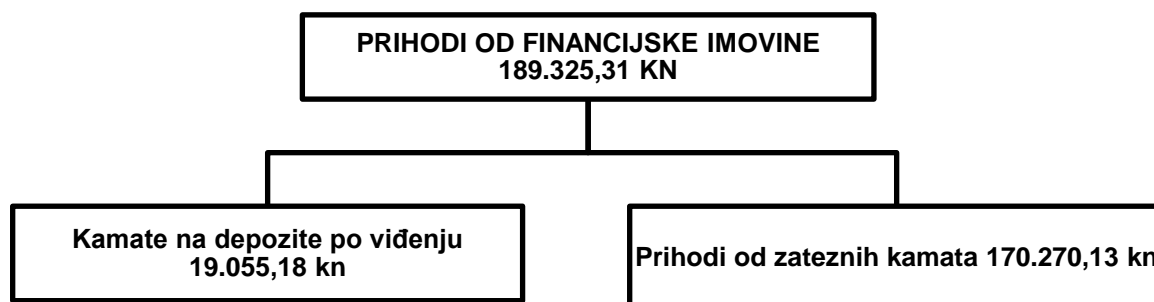 PRIHODI OD FINANCIJSKE IMOVINE
189.325,31 KN
Kamate na depozite po viđenju
19.055,18 kn
Prihodi od zateznih kamata 170.270,13 kn